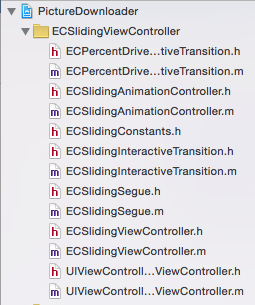 PictureDownloader
ECSlidingViewController
h ECPercentDrive...tiveTransition.h
m ECPercentDrive...tiveTransition.m
h ECSlidingAnimationController.h
m ECSlidingAnimationController.m
h ECSlidingConstants.h
h ECSlidingInteractiveTransition.h
m ECSlidingInteractiveTransition.m
h ECSlidingSegue.h
m ECSlidingSegue.m
h ECSlidingViewController.h
m ECSlidingViewController.m
h UIViewControll...ViewController.h
m UIViewControll...ViewController.m